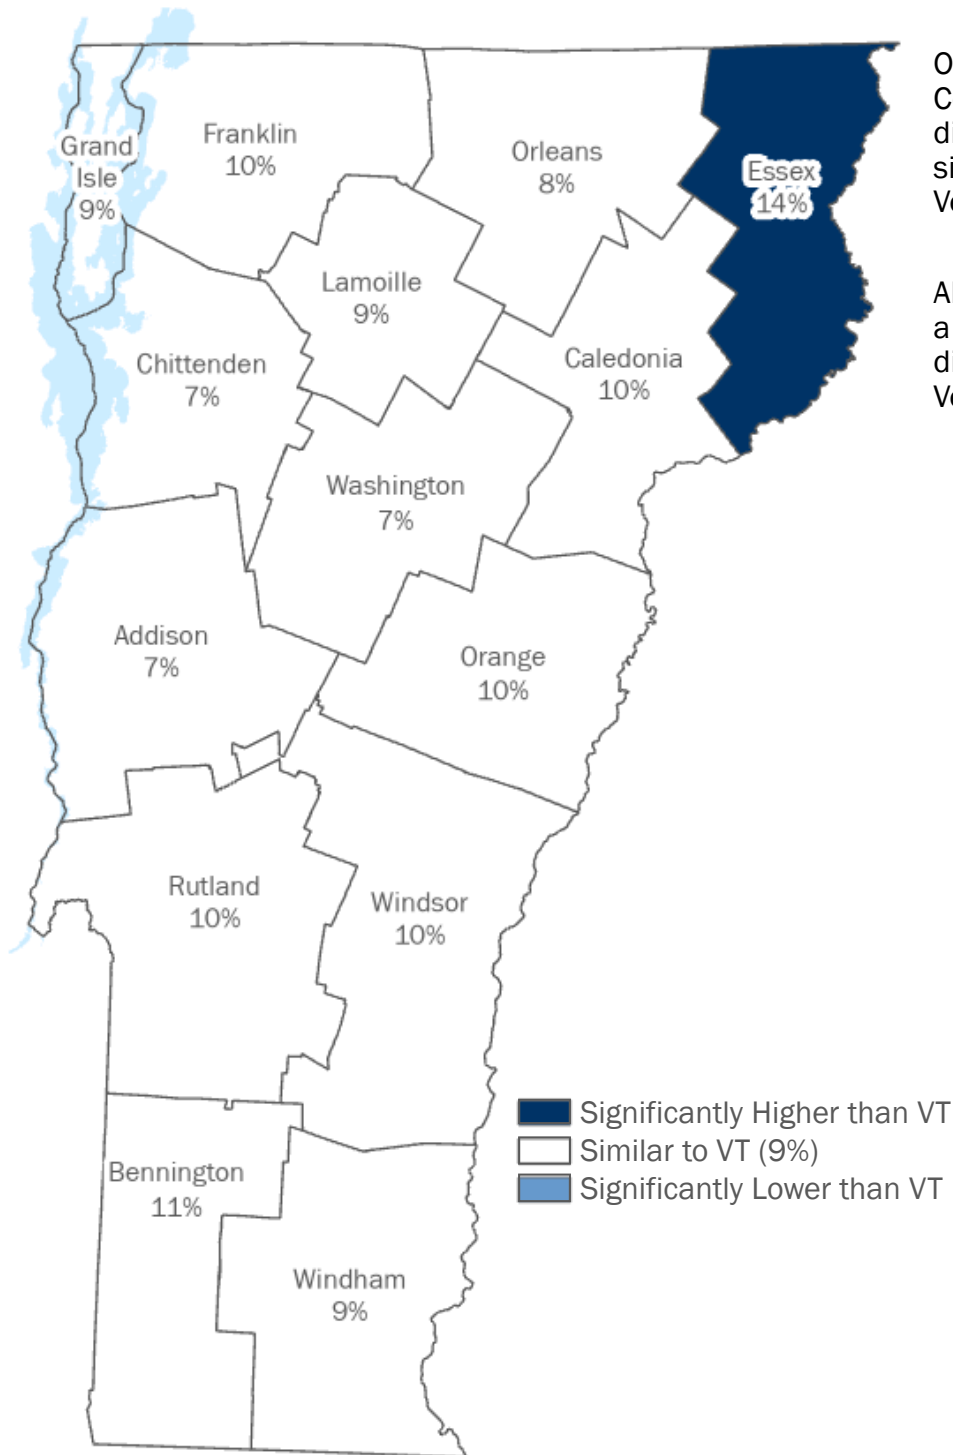 Grand
Isle
9%
Franklin
10%
Orleans
8%
Essex
14%
Lamoille
9%
Chittenden
7%
Caledonia
10%
Washington
7%
Addison
7%
Orange
10%
Rutland
10%
Windsor
10%
Bennington
11%
Windham
9%
Significantly Higher than VT
Similar to VT (9%)
Significantly Lower than VT